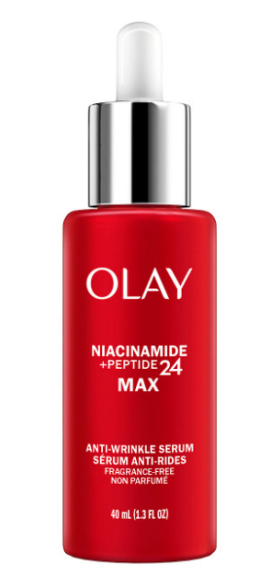 OLAY
NIACINAMIDE
+PEPTIDE 24
MAX
ANTI-WRINKLE SERUM
SÉRUM ANTI-RIDES
FRAGRANCE-FREE
NON PARFUMÉ
40 mL (1.3 FL OZ)